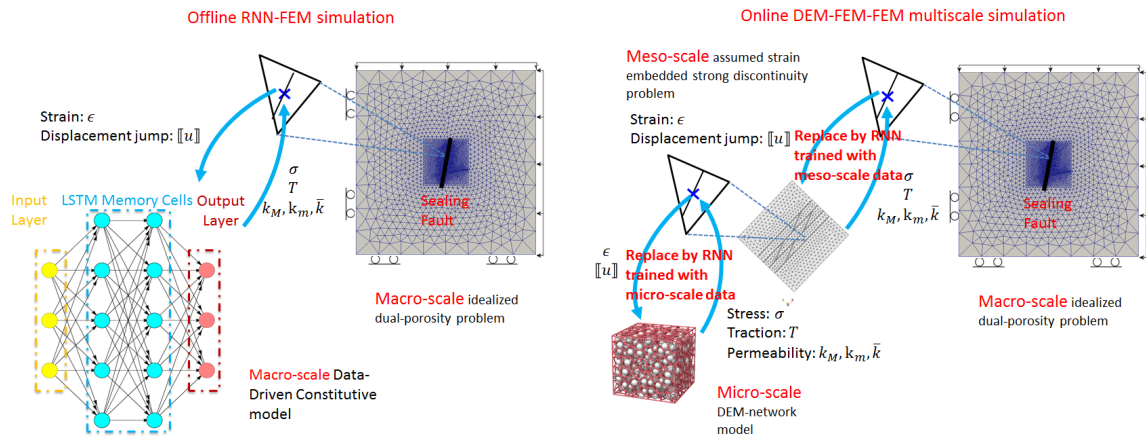 Offline RNN-FEM simulation
Strain: ϵ
Displacement jump: ⟦u⟧
σ
T
k_M, k_m, k̄
Input
Layer
LSTM Memory Cells
Output
Layer
Sealing
Fault
Macro-scale idealized
dual-porosity problem
Macro-scale Data-
Driven Constitutive
model
Online DEM-FEM-FEM multiscale simulation
Meso-scale assumed strain
embedded strong discontinuity
problem
Strain: ϵ
Displacement jump: ⟦u⟧
Replace by RNN
trained with
meso-scale data
σ
T
k_M, k_m, k̄
Sealing
Fault
ϵ
⟦u⟧
Replace by RNN
trained with
micro-scale data
Stress: σ
Traction: T
Permeability: k_M, k_m, k̄
Macro-scale idealized
dual-porosity problem
Micro-scale
DEM-network
model